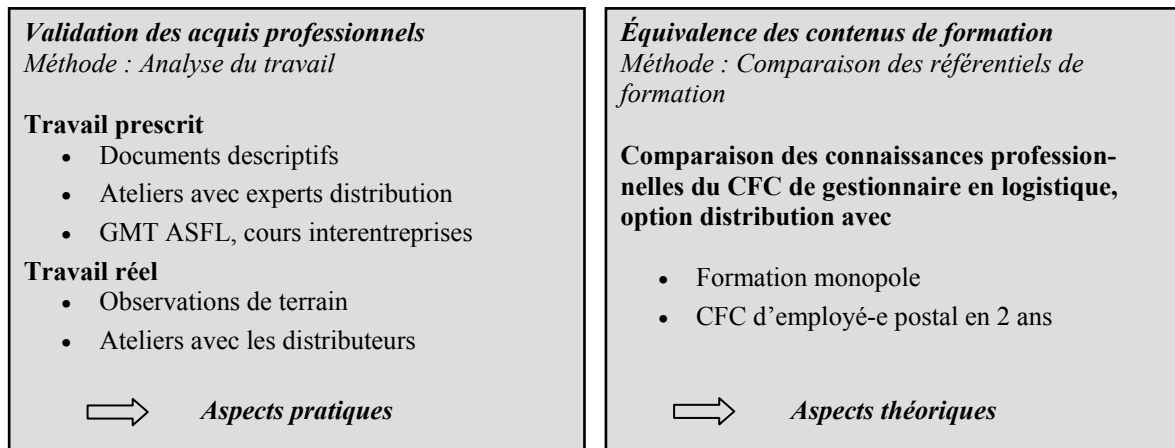 Validation des acquis professionnels
Méthode : Analyse du travail
Travail prescrit
• Documents descriptifs
• Ateliers avec experts distribution
• GMT ASFL, cours interentreprises
Travail réel
• Observations de terrain
• Ateliers avec les distributeurs
Aspects pratiques
Équivalence des contenus de formation
Méthode : Comparaison des référentiels de
formation
Comparaison des connaissances profession-
nelles du CFC de gestionnaire en logistique,
option distribution avec
• Formation monopole
• CFC d’employé-e postal en 2 ans
Aspects théoriques